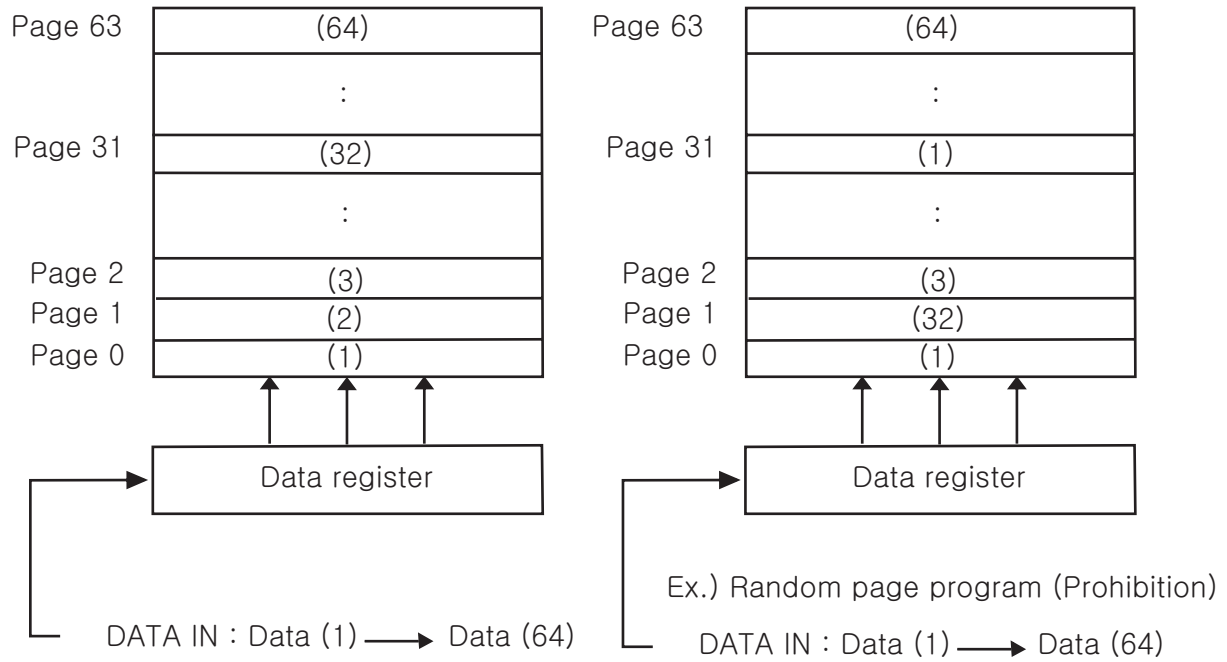 Page 63 (64)
:
Page 31 (32)
:
Page 2 (3)
Page 1 (2)
Page 0 (1)
Data register
DATA IN : Data (1) Data (64)
Page 63 (64)
:
Page 31 (1)
:
Page 2 (3)
Page 1 (32)
Page 0 (1)
Data register
Ex.) Random page program (Prohibition)
DATA IN : Data (1) Data (64)